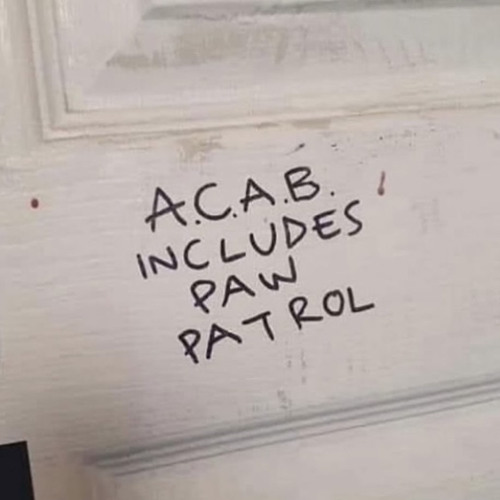 A.C.A.B.
INCLUDES
PAW
PATROL